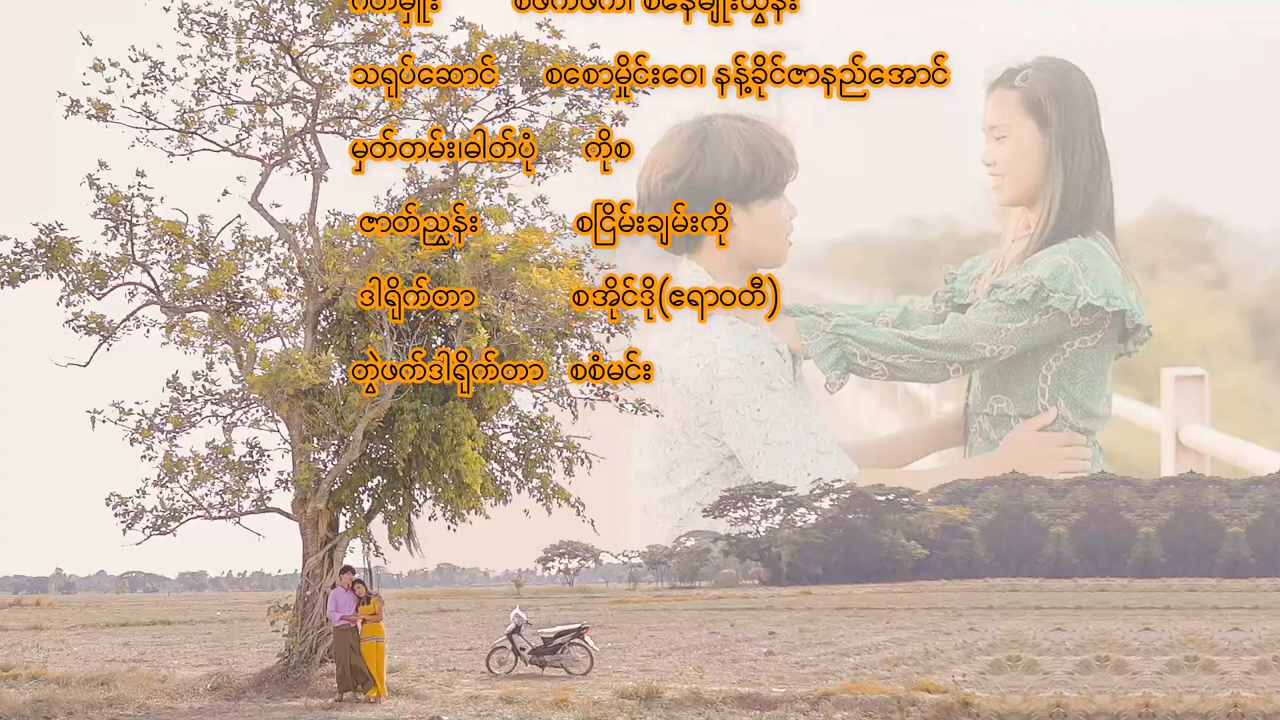 သရုပ်ဆောင် စစောမှိုင်းဝေ၊ နန့်ခိုင်ဇာနည်အောင်
မှတ်တမ်း၊ဓါတ်ပုံ ကိုစ
ဇာတ်ညွှန်း စငြိမ်းချမ်းကို
ဒါရိုက်တာ စအိုင်ဒို(ဧရာဝတီ)
တွဲဖက်ဒါရိုက်တာ စစံမင်း